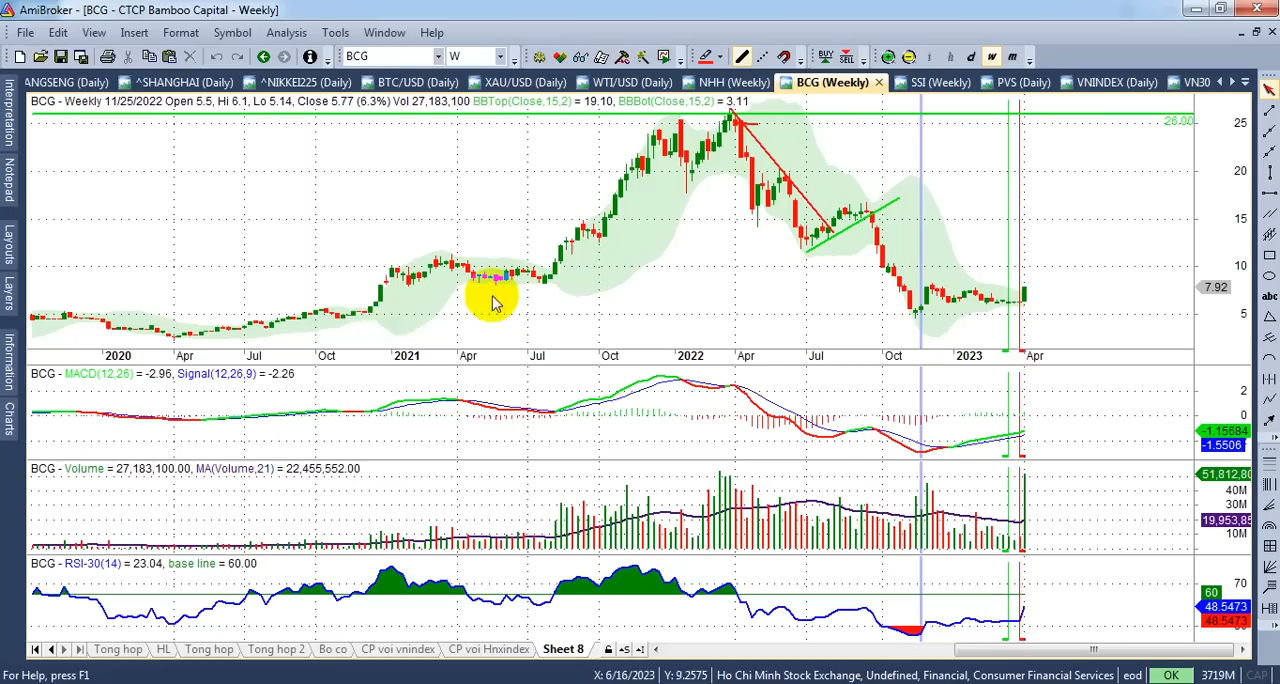 AmiBroker - [BCG - CTCP Bamboo Capital - Weekly]
File Edit View Insert Format Symbol Analysis Tools Window Help
BCG W BUY SELL i h d w m
ANGSENG (Daily) ^SHANGHAI (Daily) ^NIKEEI225 (Daily) BTC/USD (Daily) XAU/USD (Daily) WTI/USD (Daily) NHH (Weekly) BCG (Weekly) SSI (Weekly) PVS (Daily) VNINDEX (Daily) VN30
Interpretation
Notepad
Layouts
Layers
Information
Charts
BCG - Weekly 11/25/2022 Open 5.5, Hi 6.1, Lo 5.14, Close 5.77 (6.3%) Vol 27,183,100 BBTop(Close,15,2) = 19.10, BBBot(Close,15,2) = 3.11
26.00
25
20
15
10
7.92
5
abc
2020 Apr Jul Oct 2021 Apr Jul Oct 2022 Apr Jul Oct 2023 Apr
BCG - MACD(12,26) = -2.96, Signal(12,26,9) = -2.26
2
0
-1.15684
-1.5506
BCG - Volume = 27,183,100.00, MA(Volume,21) = 22,455,552.00
51,812,80
40M
30M
19,953,85
10M
BCG - RSI-30(14) = 23.04, base line = 60.00
70
60
48.5473
48.5473
Tong hop HL Tong hop Tong hop 2 Bo co CP voi vnindex CP voi Hnxindex Sheet 8
For Help, press F1 X: 6/16/2023 Y: 9.2575 Ho Chi Minh Stock Exchange, Undefined, Financial, Consumer Financial Services eod OK 3719M CAP